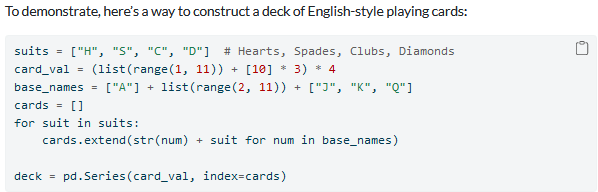 To demonstrate, here's a way to construct a deck of English-style playing cards:
suits = ["H", "S", "C", "D"]  # Hearts, Spades, Clubs, Diamonds
card_val = (list(range(1, 11)) + [10] * 3) * 4
base_names = ["A"] + list(range(2, 11)) + ["J", "K", "Q"]
cards = []
for suit in suits:
    cards.extend(str(num) + suit for num in base_names)
deck = pd.Series(card_val, index=cards)